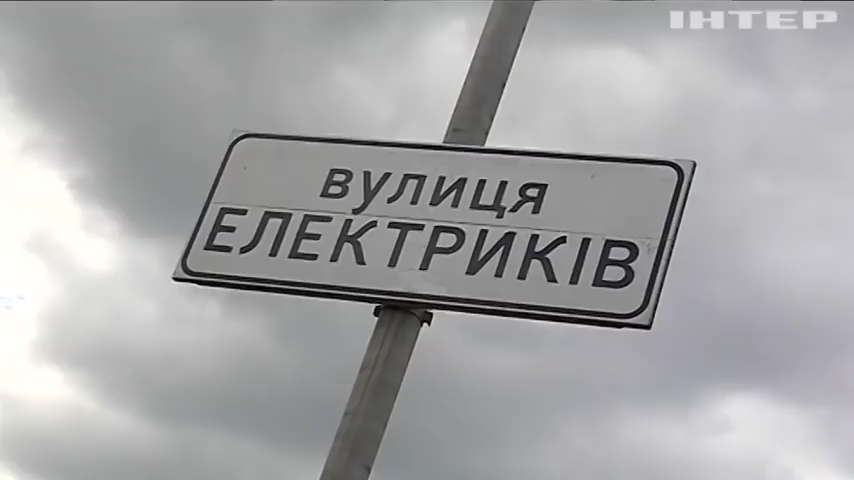 ІНТЕР
вулиця
ЕЛЕКТРИКІВ